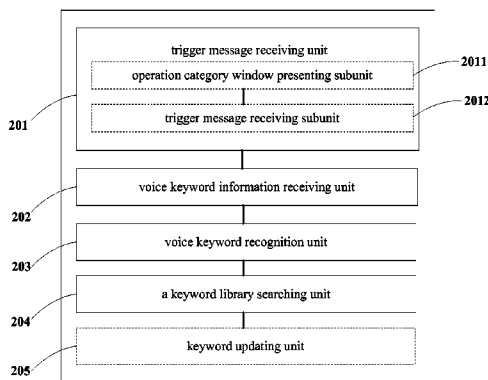 trigger message receiving unit
operation category window presenting subunit
2011
trigger message receiving subunit
2012
201
voice keyword information receiving unit
202
voice keyword recognition unit
203
a keyword library searching unit
204
keyword updating unit
205